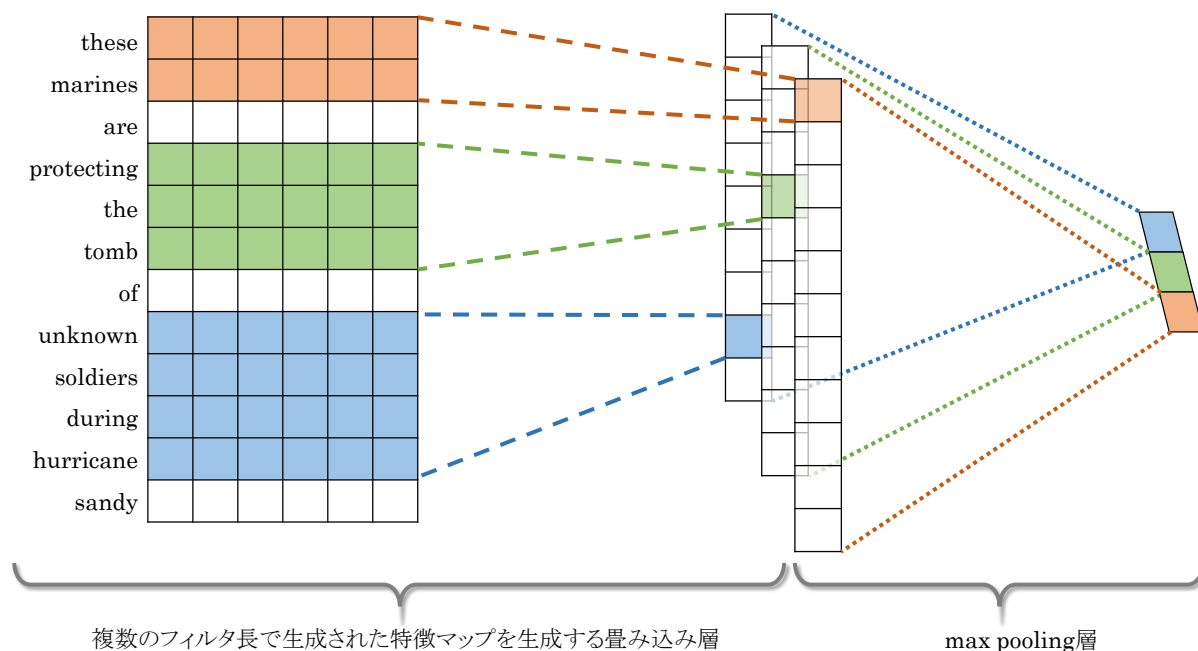 these
marines
are
protecting
the
tomb
of
unknown
soldiers
during
hurricane
sandy
複数のフィルタ長で生成された特徴マップを生成する畳み込み層
max pooling層